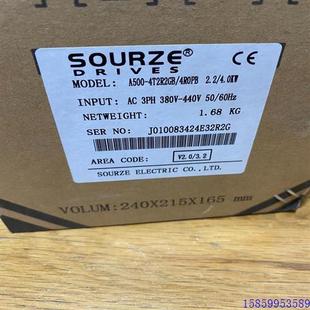 SOURZE
DRIVES
CE
MODEL: A500-4T2R2GB/4R0PB 2.2/4.0KW
INPUT: AC 3PH 380V-440V 50/60Hz
NETWEIGHT: 1.68 KG
SER NO: J010083424E32R2G
AREA CODE: V2.0/3.2
SOURZE ELECTRIC CO.,LTD.
VOLUM:240X215X165 mm
15859953589